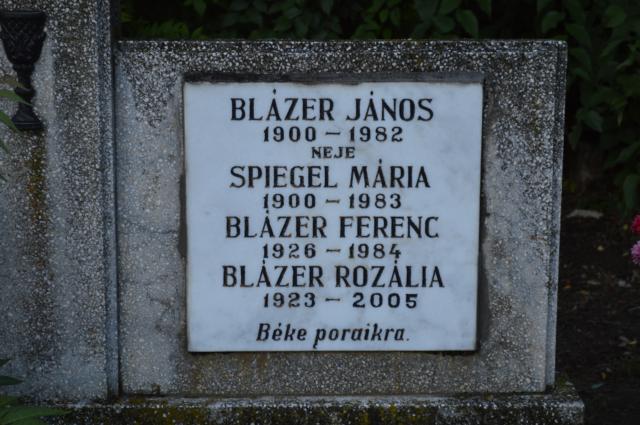 BLÁZER JÁNOS
1900 – 1982
NEJE
SPIEGEL MÁRIA
1900 – 1983
BLÁZER FERENC
1926 – 1984
BLÁZER ROZÁLIA
1923 – 2005
Béke poraikra.